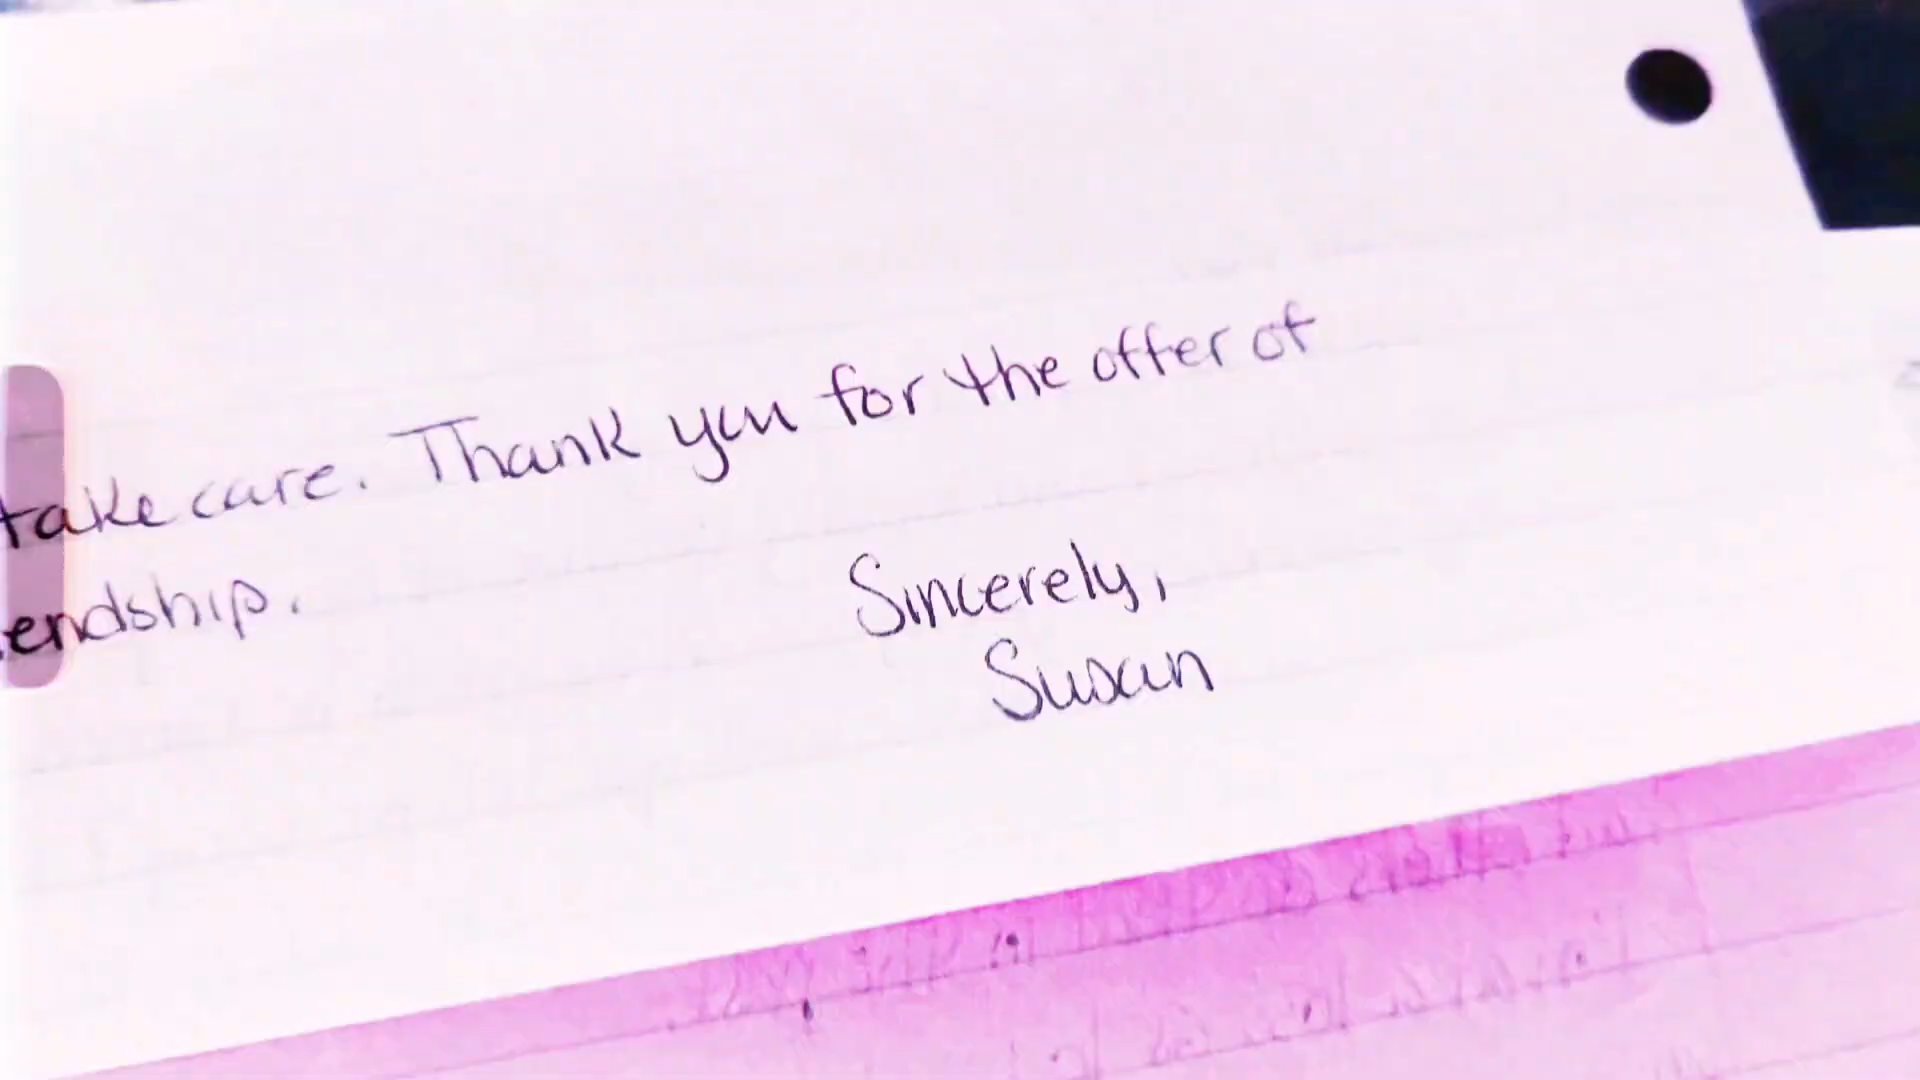 take care. Thank you for the offer of
endship.
Sincerely,
Susan